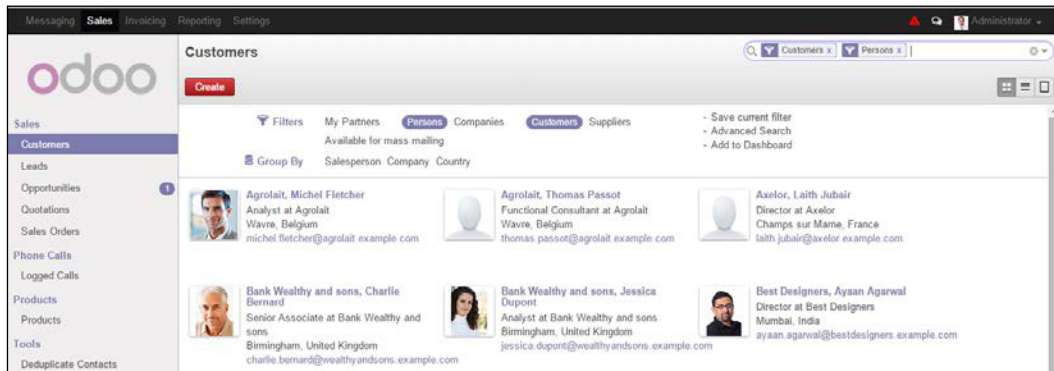 Messaging Sales Invoicing Reporting Settings Administrator
odoo
Customers
Customers x Persons x
Create
Sales
Customers
Leads
Opportunities 1
Quotations
Sales Orders
Phone Calls
Logged Calls
Products
Products
Tools
Deduplicate Contacts
Filters My Partners Persons Companies Customers Suppliers
Available for mass mailing
Group By Salesperson Company Country
- Save current filter
- Advanced Search
- Add to Dashboard
Agrolait, Michel Fletcher
Analyst at Agrolait
Wavre, Belgium
michel.fletcher@agrolait.example.com
Agrolait, Thomas Passot
Functional Consultant at Agrolait
Wavre, Belgium
thomas.passot@agrolait.example.com
Axelor, Laith Jubair
Director at Axelor
Champs sur Marne, France
laith.jubair@axelor.example.com
Bank Wealthy and sons, Charlie
Bernard
Senior Associate at Bank Wealthy and
sons
Birmingham, United Kingdom
charlie.bernard@wealthyandsons.example.com
Bank Wealthy and sons, Jessica
Dupont
Analyst at Bank Wealthy and sons
Birmingham, United Kingdom
jessica.dupont@wealthyandsons.example.com
Best Designers, Ayaan Agarwal
Director at Best Designers
Mumbai, India
ayaan.agarwal@bestdesigners.example.com